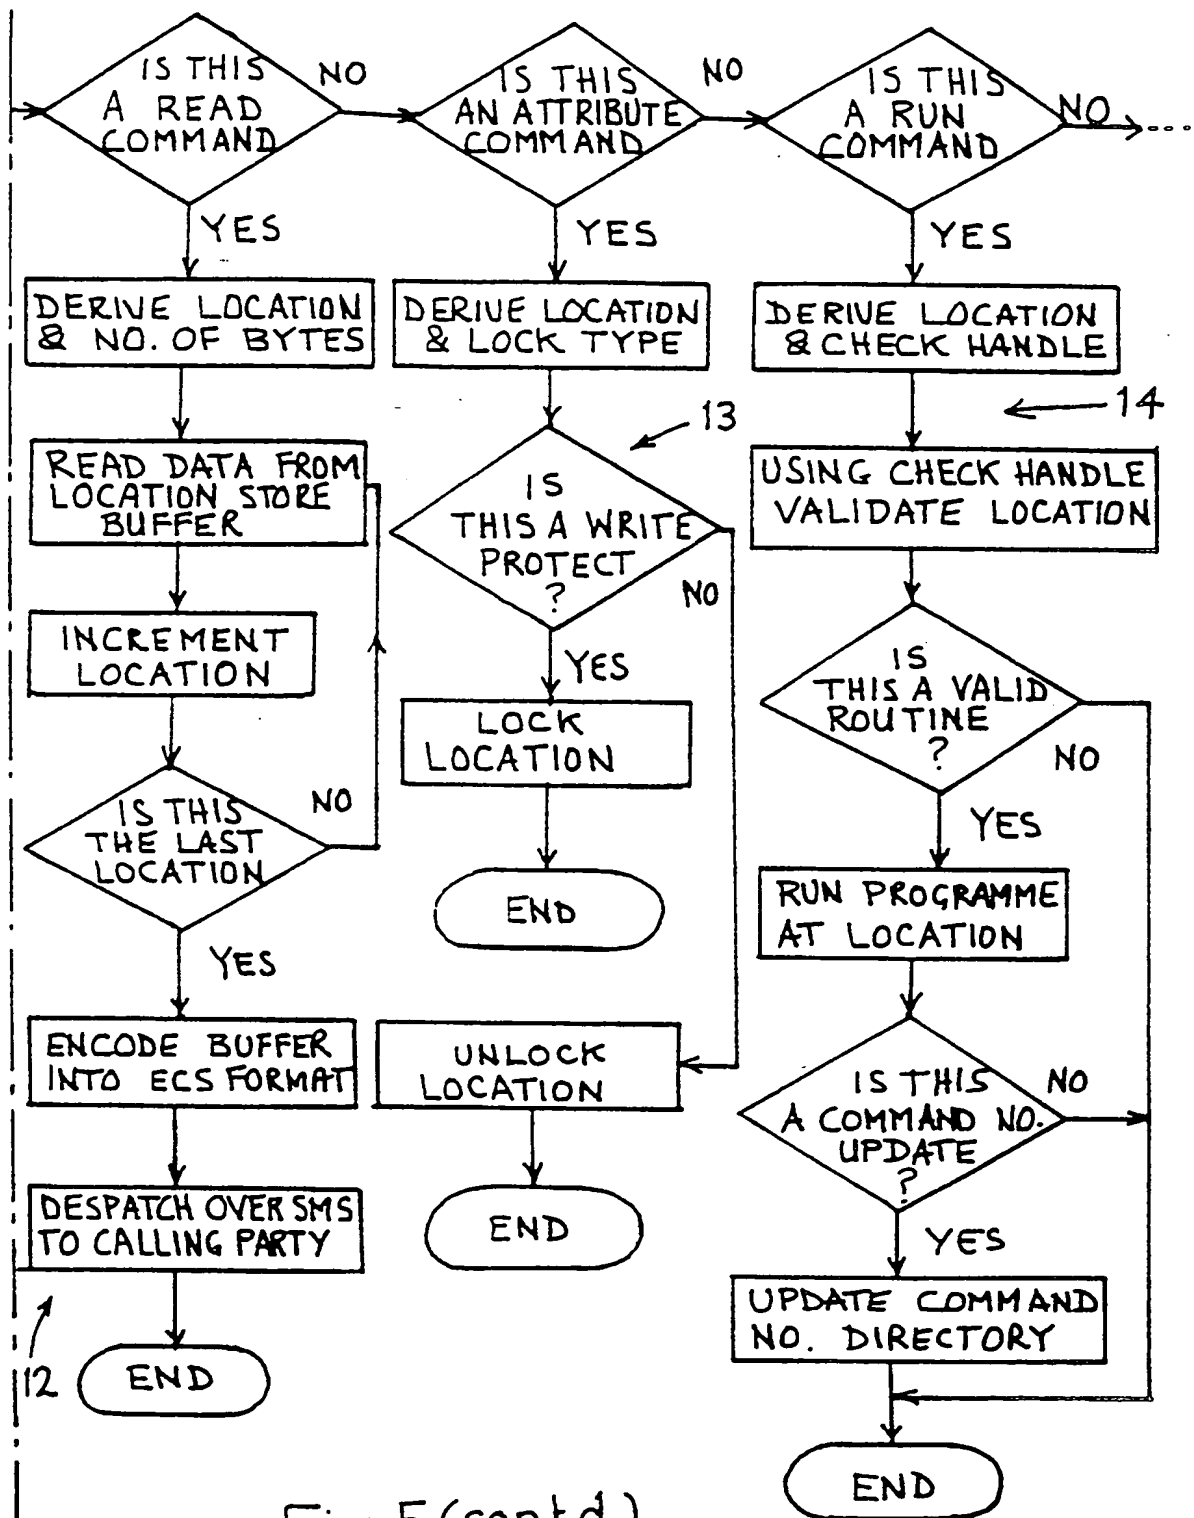 IS THIS
A READ
COMMAND
NO
YES
DERIVE LOCATION
& NO. OF BYTES
READ DATA FROM
LOCATION STORE
BUFFER
INCREMENT
LOCATION
IS THIS
THE LAST
LOCATION
NO
YES
ENCODE BUFFER
INTO ECS FORMAT
DESPATCH OVER SMS
TO CALLING PARTY
12
END
IS THIS
AN ATTRIBUTE
COMMAND
NO
YES
DERIVE LOCATION
& LOCK TYPE
13
IS
THIS A WRITE
PROTECT
?
NO
YES
LOCK
LOCATION
END
UNLOCK
LOCATION
END
IS THIS
A RUN
COMMAND
NO
YES
DERIVE LOCATION
& CHECK HANDLE
14
USING CHECK HANDLE
VALIDATE LOCATION
IS
THIS A VALID
ROUTINE
?
NO
YES
RUN PROGRAMME
AT LOCATION
IS THIS
A COMMAND NO.
UPDATE
?
NO
YES
UPDATE COMMAND
NO. DIRECTORY
END
Fig 5 (contd.)